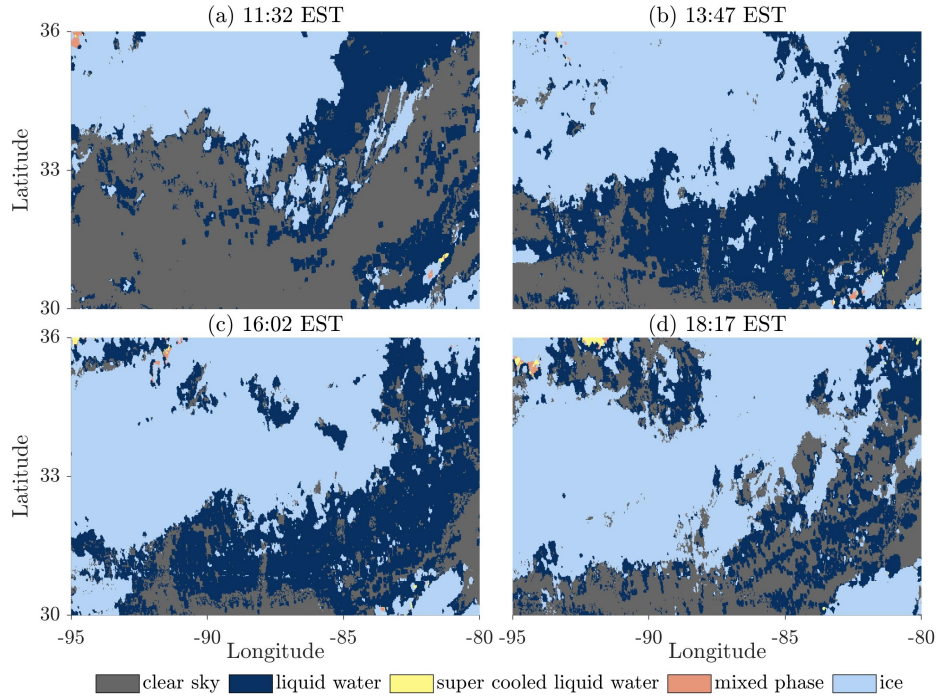 (a) 11:32 EST
(b) 13:47 EST
36
33
30
Latitude
(c) 16:02 EST
(d) 18:17 EST
36
33
30
Latitude
-95 -90 -85 -80
-95 -90 -85 -80
Longitude
Longitude
clear sky liquid water super cooled liquid water mixed phase ice